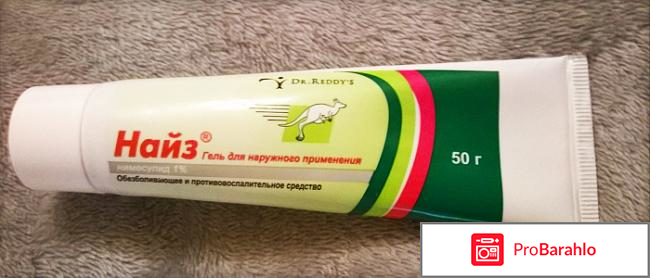 DR. REDDY'S
Найз®
Гель для наружного применения
нимесулид 1%
Обезболивающее и противовоспалительное средство
50 г
ProBarahlo